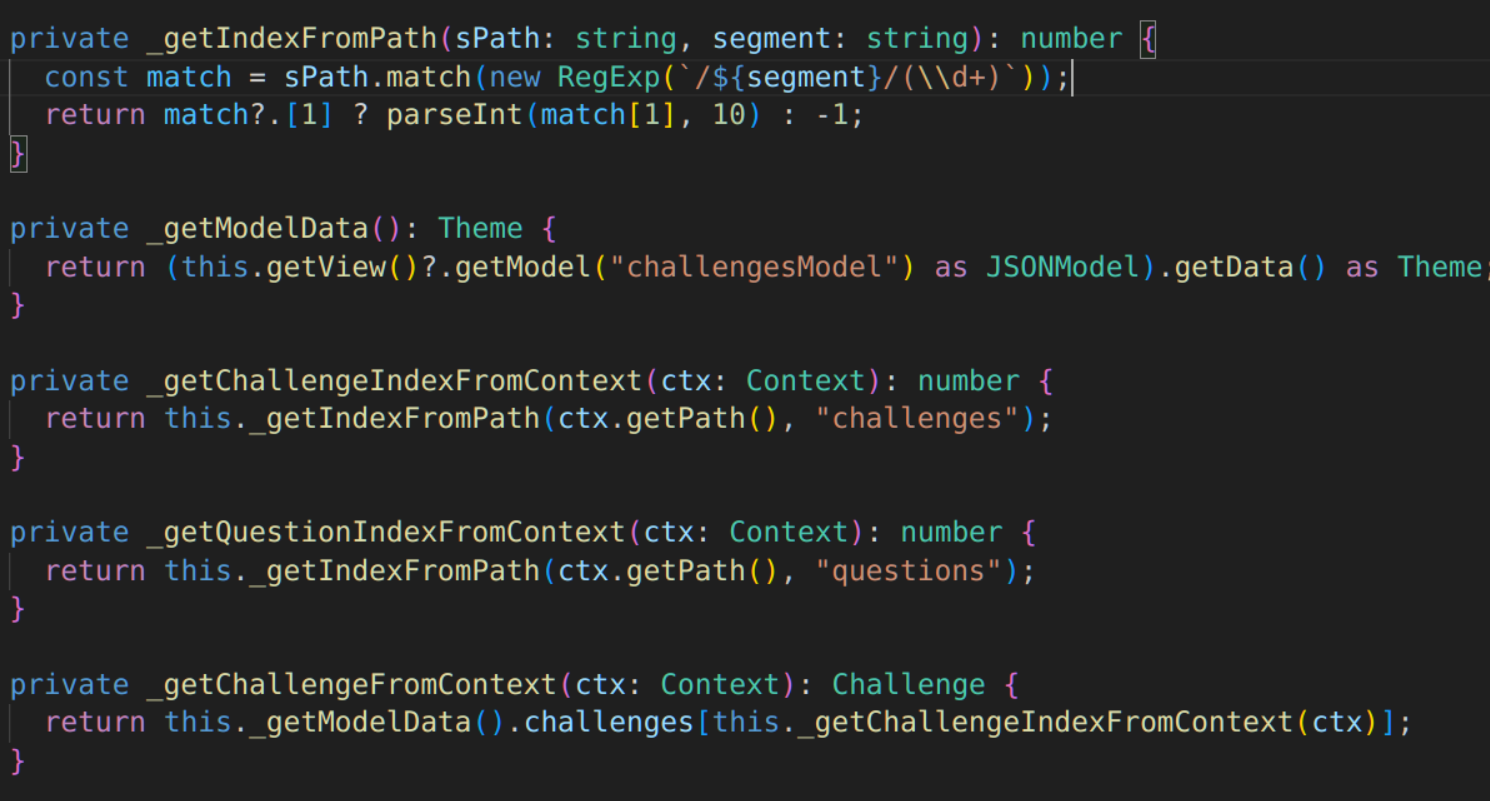 private _getIndexFromPath(sPath: string, segment: string): number {
  const match = sPath.match(new RegExp(`/${segment}/(\\d+)`));
  return match?.[1] ? parseInt(match[1], 10) : -1;
}

private _getModelData(): Theme {
  return (this.getView()?.getModel("challengesModel") as JSONModel).getData() as Theme;
}

private _getChallengeIndexFromContext(ctx: Context): number {
  return this._getIndexFromPath(ctx.getPath(), "challenges");
}

private _getQuestionIndexFromContext(ctx: Context): number {
  return this._getIndexFromPath(ctx.getPath(), "questions");
}

private _getChallengeFromContext(ctx: Context): Challenge {
  return this._getModelData().challenges[this._getChallengeIndexFromContext(ctx)];
}